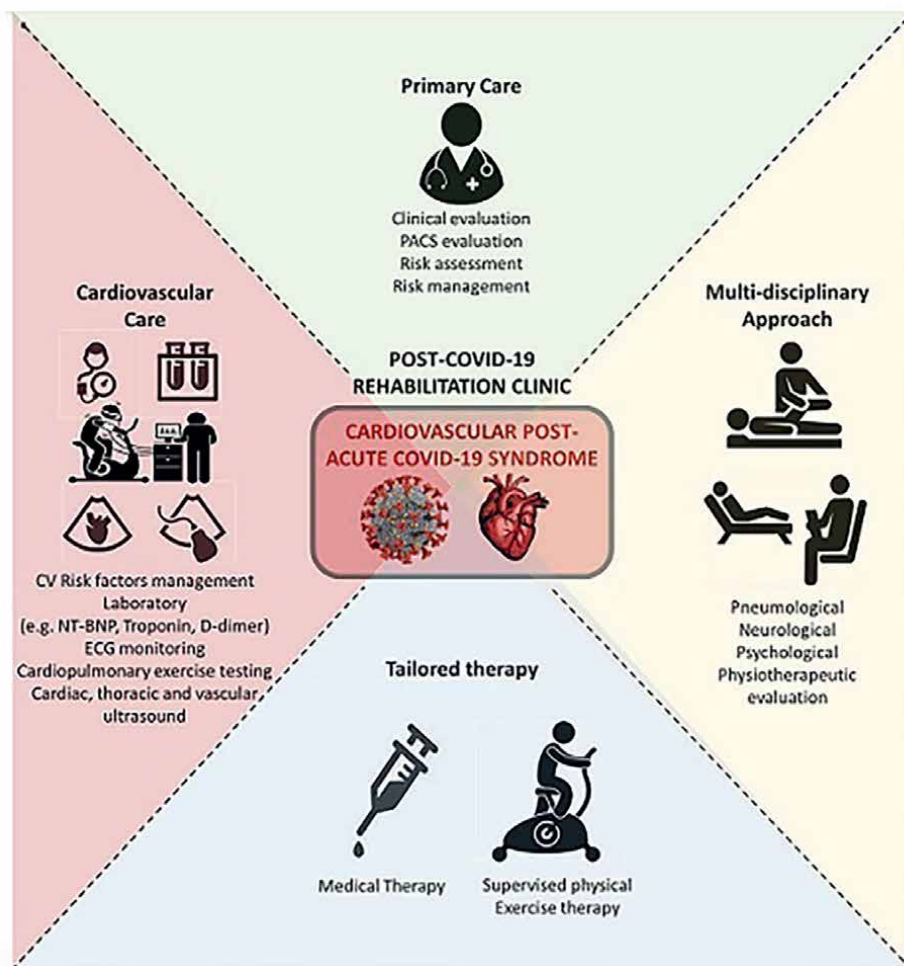 Primary Care
Clinical evaluation
PACS evaluation
Risk assessment
Risk management
Cardiovascular
Care
CV Risk factors management
Laboratory
(e.g. NT-BNP, Troponin, D-dimer)
ECG monitoring
Cardiopulmonary exercise testing
Cardiac, thoracic and vascular,
ultrasound
POST-COVID-19
REHABILITATION CLINIC
CARDIOVASCULAR POST-
ACUTE COVID-19 SYNDROME
Multi-disciplinary
Approach
Pneumological
Neurological
Psychological
Physiotherapeutic
evaluation
Tailored therapy
Medical Therapy
Supervised physical
Exercise therapy